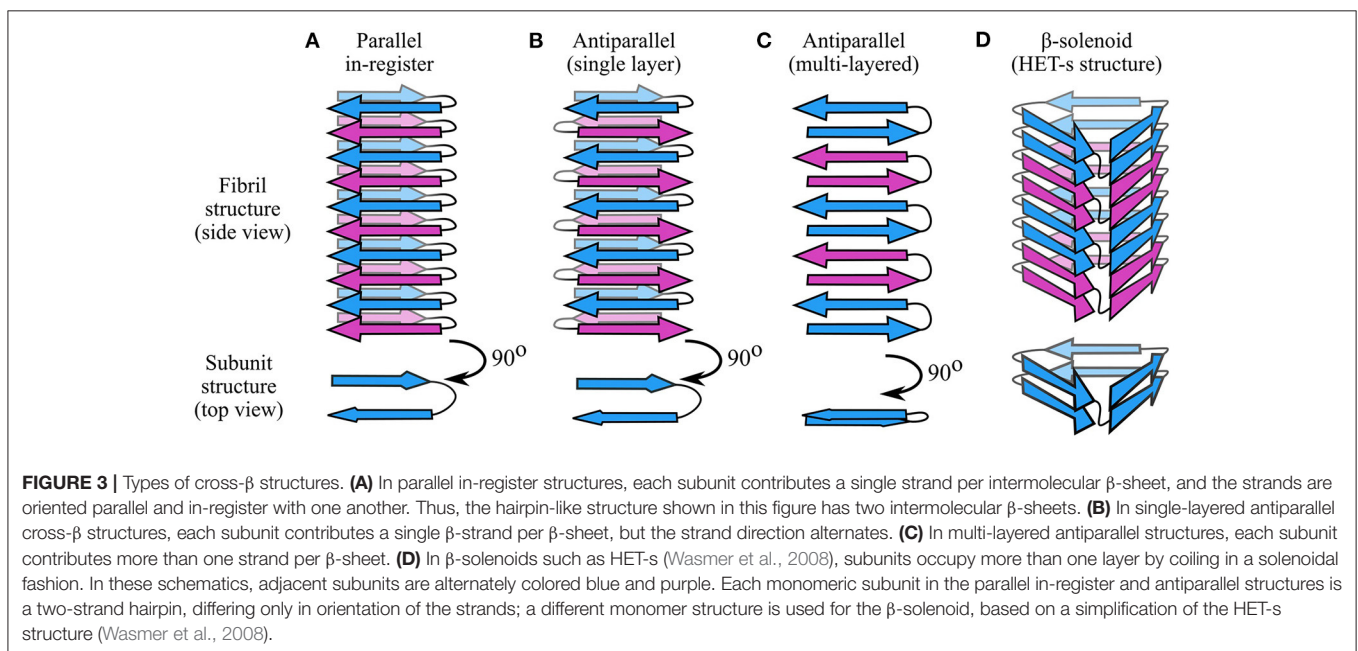 A Parallel in-register
B Antiparallel (single layer)
C Antiparallel (multi-layered)
D β-solenoid (HET-s structure)
Fibril structure (side view)
Subunit structure (top view)
90o
90o
90o
FIGURE 3 | Types of cross-β structures. (A) In parallel in-register structures, each subunit contributes a single strand per intermolecular β-sheet, and the strands are
oriented parallel and in-register with one another. Thus, the hairpin-like structure shown in this figure has two intermolecular β-sheets. (B) In single-layered antiparallel
cross-β structures, each subunit contributes a single β-strand per β-sheet, but the strand direction alternates. (C) In multi-layered antiparallel structures, each subunit
contributes more than one strand per β-sheet. (D) In β-solenoids such as HET-s (Wasmer et al., 2008), subunits occupy more than one layer by coiling in a solenoidal
fashion. In these schematics, adjacent subunits are alternately colored blue and purple. Each monomeric subunit in the parallel in-register and antiparallel structures is
a two-strand hairpin, differing only in orientation of the strands; a different monomer structure is used for the β-solenoid, based on a simplification of the HET-s
structure (Wasmer et al., 2008).